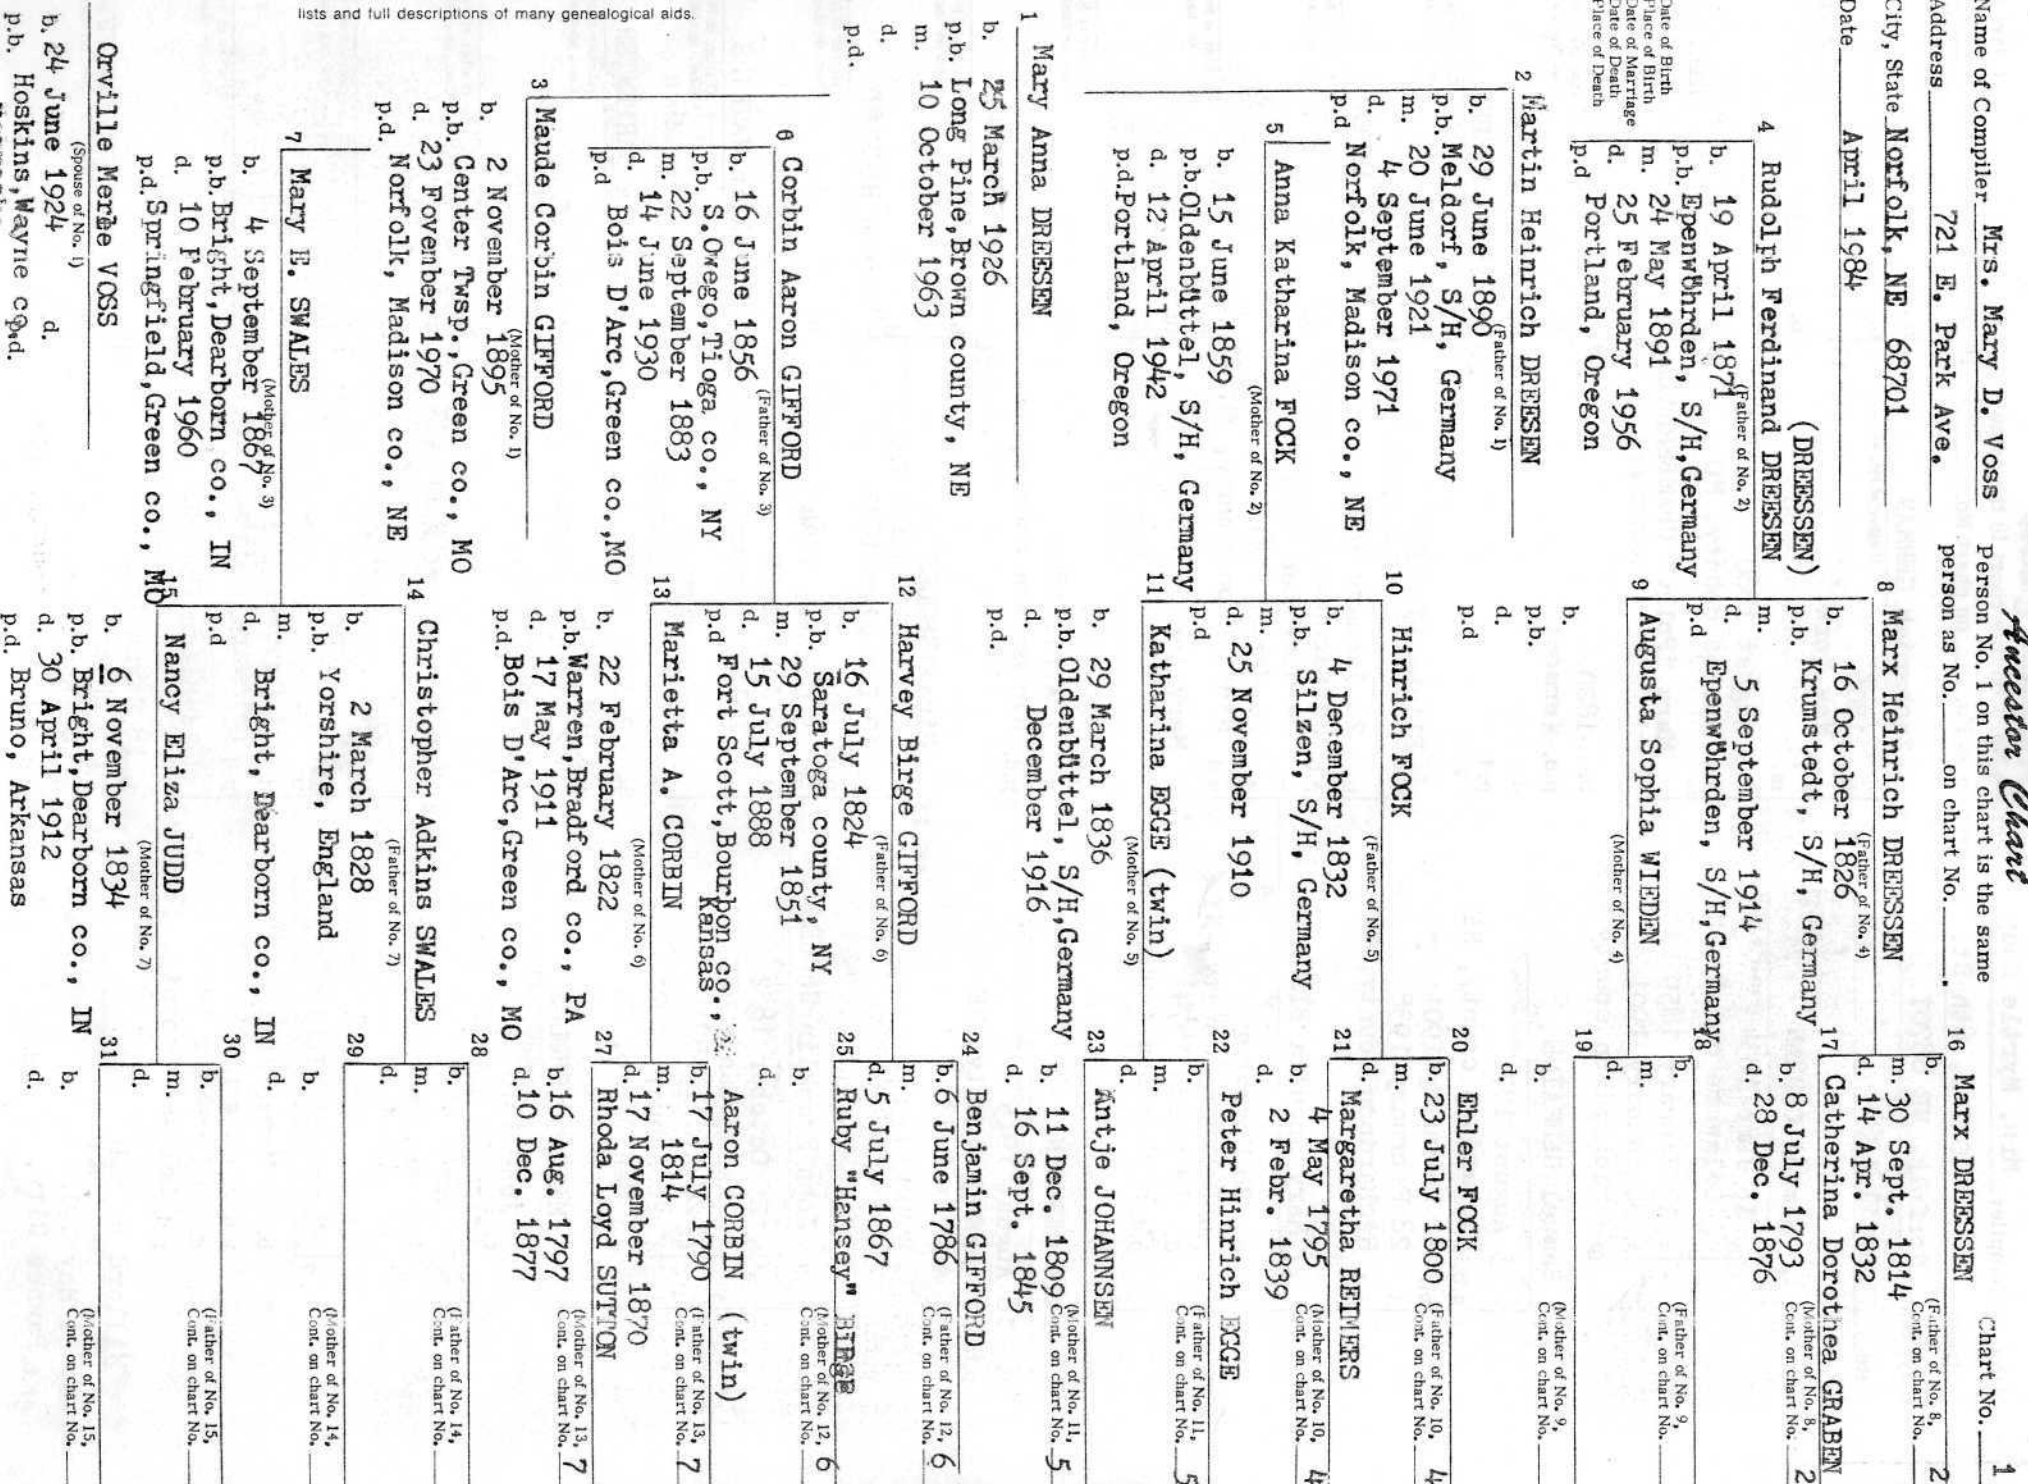 Ancestor Chart
Name of Compiler Mrs. Mary D. Voss
Address 721 E. Park Ave.
City, State Norfolk, NE 68701
Date April 1984
person No. 1 on this chart is the same
person as No. on chart No. .
Chart No. 1
Date of Birth
Place of Birth
Date of Marriage
Date of Death
Place of Death
16 Marx DREESSEN
b. (Father of No. 8,
m. 30 Sept. 1814 Cont. on chart No. 2
d. 14 Apr. 1832
8 Marx Heinrich DREESSEN
(Father of No. 4)
b. 16 October 1826
p.b. Krumstedt, S/H, Germany
m.
d. 5 September 1914
p.d Epenwöhrden, S/H,Germany
17 Catherina Dorothea GRABEN
(Mother of No. 8,
b. 8 July 1793 Cont. on chart No. 2
d. 28 Dec. 1876
(DREESSEN)
4 Rudolph Ferdinand DREESEN
(Father of No. 2)
b. 19 April 1871
p.b. Epenwöhrden, S/H,Germany
m. 24 May 1891
d. 25 February 1956
p.d Portland, Oregon
18
b. (Father of No. 9,
m. Cont. on chart No.
d.
9 Augusta Sophia WIEDEN
(Mother of No. 4)
b.
p.b.
d.
p.d
19
(Mother of No. 9,
b. Cont. on chart No.
d.
2 Martin Heinrich DREESEN
(Father of No. 1)
b. 29 June 1890
p.b. Meldorf, S/H, Germany
m. 20 June 1921
d. 4 September 1971
p.d Norfolk, Madison co., NE
20 Ehler FOCK
b. 23 July 1800 (Father of No. 10,
m. Cont. on chart No. 4
d.
10 Hinrich FOCK
(Father of No. 5)
b. 4 December 1832
p.b. Silzen, S/H, Germany
m.
d. 25 November 1910
p.d
21 Margaretha REIMERS
4 May 1795 (Mother of No. 10,
b. Cont. on chart No. 4
d. 2 Febr. 1839
5 Anna Katharina FOCK
(Mother of No. 2)
b. 15 June 1859
p.b.Oldenbüttel, S/H, Germany
d. 12 April 1942
p.d.Portland, Oregon
22 Peter Hinrich EGGE
b. (Father of No. 11,
m. Cont. on chart No. 5
d.
11 Katharina EGGE (twin)
(Mother of No. 5)
b. 29 March 1836
p.b.Oldenbüttel, S/H,Germany
d. December 1916
p.d.
23 Antje JOHANNSEN
(Mother of No. 11,
b. 11 Dec. 1809 Cont. on chart No. 5
d. 16 Sept. 1845
1 Mary Anna DREESEN
b. 25 March 1926
p.b. Long Pine,Brown county, NE
m. 10 October 1963
d.
p.d.
24 Benjamin GIFFORD
b.6 June 1786 (Father of No. 12,
m. Cont. on chart No. 6
d.5 July 1867
12 Harvey Birge GIFFORD
(Father of No. 6)
b. 16 July 1824
p.b. Saratoga county, NY
m. 29 September 1851
d. 15 July 1888
p.d Fort Scott,Bourbon co.,
Kansas
25 Ruby "Hansey" Birge
(Mother of No. 12,
b. Cont. on chart No. 6
d.
6 Corbin Aaron GIFFORD
(Father of No. 3)
b. 16 June 1856
p.b. S.Owego,Tioga co., NY
m. 22 September 1883
d. 14 June 1930
p.d Bois D'Arc,Green co.,MO
Aaron CORBIN (twin)
b.17 July 1790 (Father of No. 13,
m. 1814 Cont. on chart No. 7
d. 17 November 1870
13 Marietta A. CORBIN
(Mother of No. 6)
b. 22 February 1822
p.b.Warren,Bradford co., PA
d. 17 May 1911
p.d.Bois D'Arc,Green co., MO
27 Rhoda Loyd SUTTON
(Mother of No. 13,
b.16 Aug. 1797 Cont. on chart No. 7
d.10 Dec. 1877
3 Maude Corbin GIFFORD
(Mother of No. 1)
b. 2 November 1895
p.b. Center Twsp.,Green co., MO
d. 23 Fovember 1970
p.d. Norfolk, Madison co., NE
28
b. (Father of No. 14,
m. Cont. on chart No.
d.
14 Christopher Adkins SWALES
(Father of No. 7)
b. 2 March 1828
p.b. Yorshire, England
m.
d. Bright, Dearborn co., IN
p.d
29
(Mother of No. 14,
b. Cont. on chart No.
d.
7 Mary E. SWALES
(Mother of No. 3)
b. 4 September 1867
p.b.Bright,Dearborn co., IN
d. 10 February 1960
p.d.Springfield,Green co., MO
30
b. (Father of No. 15,
m. Cont. on chart No.
d.
15 Nancy Eliza JUDD
(Mother of No. 7)
b. 6 November 1834
p.b. Bright,Dearborn co., IN
d. 30 April 1912
p.d. Bruno, Arkansas
31
(Mother of No. 15,
b. Cont. on chart No.
d.
Orville Merle VOSS
(Spouse of No. 1)
b. 24 June 1924 d.
p.b. Hoskins,Wayne co p.d.
lists and full descriptions of many genealogical aids.